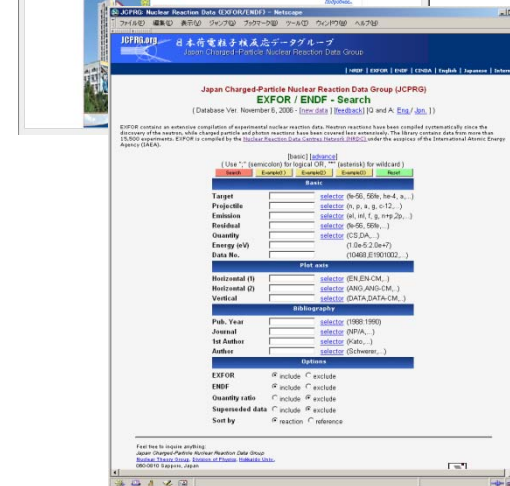 JCPRG: Nuclear Reaction Data (EXFOR/ENDF) - Netscape
ファイル(F) 編集(E) 表示(V) ジャンプ(G) ブックマーク(B) ツール(T) ウィンドウ(W) ヘルプ(H)
JCPRG.org 日本荷電粒子核反応データグループ
Japan Charged-Particle Nuclear Reaction Data Group
| NRDF | EXFOR | ENDF | CINDA | English | Japanese |
Japan Charged-Particle Nuclear Reaction Data Group (JCPRG)
EXFOR / ENDF - Search
(Database Ver. November 6, 2006 - [new data ] [feedback] [Q and A: Eng./ Jpn. ] )
EXFOR contains an extensive compilation of experimental nuclear reaction data. Neutron reactions have been compiled systematically since the
discovery of the neutron, while charged particle and photon reactions have been covered less extensively. The library contains data from more than
15,500 experiments. EXFOR is compiled by the Nuclear Reaction Data Centres Network (NRDC) under the auspices of the International Atomic Energy
Agency (IAEA).
[basic] [advance]
( Use ";" (semicolon) for logical OR, "*" (asterisk) for wildcard )
Search Example(1) Example(2) Example(3) Reset
Basic
Target selector (fe-56, 56fe, he-4, a,...)
Projectile selector (n, p, a, g, c-12,...)
Emission selector (el, inl, f, g, n+p,2p,...)
Residual selector (fe-56, 56fe,...)
Quantity selector (CS,DA,...)
Energy (eV) (1.0e-5:2.0e+7)
Data No. (10468,E1901002,...)
Plot axis
Horizontal (1) selector (EN,EN-CM,...)
Horizontal (2) selector (ANG,ANG-CM,...)
Vertical selector (DATA,DATA-CM,...)
Bibliography
Pub. Year selector (1988:1990)
Journal selector (NP/A,...)
1st Author selector (Kato,...)
Author selector (Schwerer,...)
Options
EXFOR include exclude
ENDF include exclude
Quantity ratio include exclude
Superseded data include exclude
Sort by reaction reference
Feel free to inquire anything:
Japan Charged-Particle Nuclear Reaction Data Group
Nuclear Theory Group, Division of Physics, Hokkaido Univ.
060-0810 Sapporo, Japan